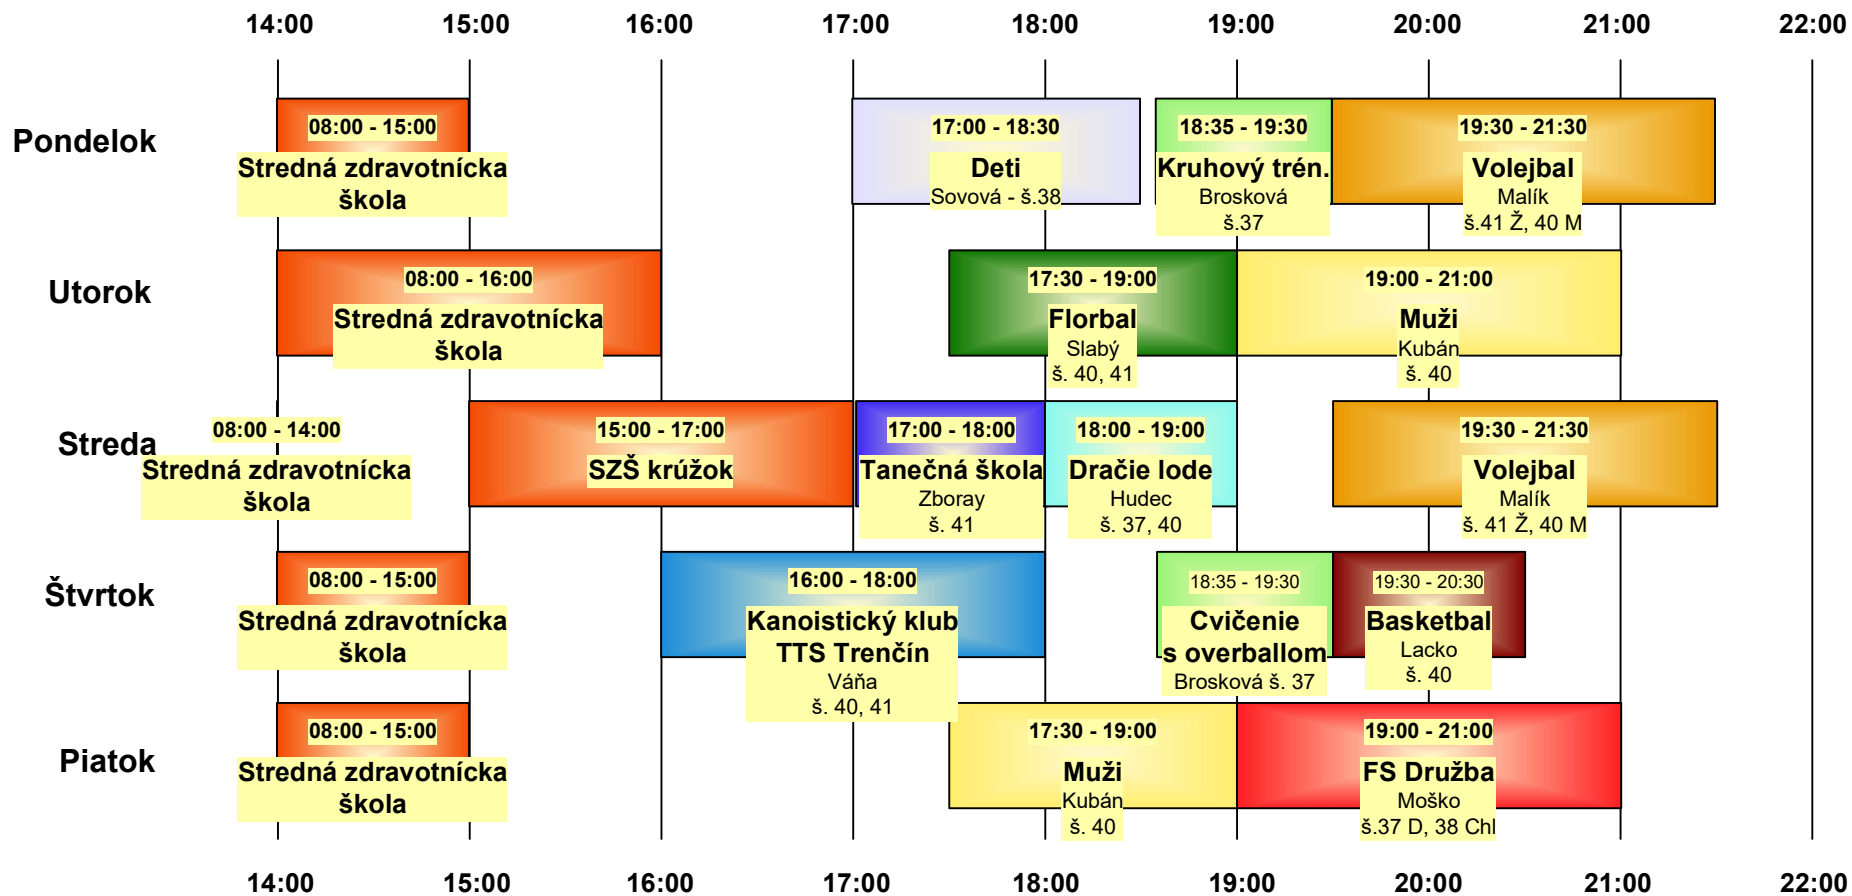 14:00 15:00 16:00 17:00 18:00 19:00 20:00 21:00 22:00
Pondelok
08:00 - 15:00
Stredná zdravotnícka
škola
17:00 - 18:30
Deti
Sovová - š.38
18:35 - 19:30
Kruhový trén.
Brosková
š.37
19:30 - 21:30
Volejbal
Malík
š.41 Ž, 40 M
Utorok
08:00 - 16:00
Stredná zdravotnícka
škola
17:30 - 19:00
Florbal
Slabý
š. 40, 41
19:00 - 21:00
Muži
Kubán
š. 40
Streda
08:00 - 14:00
Stredná zdravotnícka
škola
15:00 - 17:00
SZŠ krúžok
17:00 - 18:00
Tanečná škola
Zboray
š. 41
18:00 - 19:00
Dračie lode
Hudec
š. 37, 40
19:30 - 21:30
Volejbal
Malík
š. 41 Ž, 40 M
Štvrtok
08:00 - 15:00
Stredná zdravotnícka
škola
16:00 - 18:00
Kanoistický klub
TTS Trenčín
Váňa
š. 40, 41
18:35 - 19:30
Cvičenie
s overballom
Brosková š. 37
19:30 - 20:30
Basketbal
Lacko
š. 40
Piatok
08:00 - 15:00
Stredná zdravotnícka
škola
17:30 - 19:00
Muži
Kubán
š. 40
19:00 - 21:00
FS Družba
Moško
š.37 D, 38 Chl
14:00 15:00 16:00 17:00 18:00 19:00 20:00 21:00 22:00